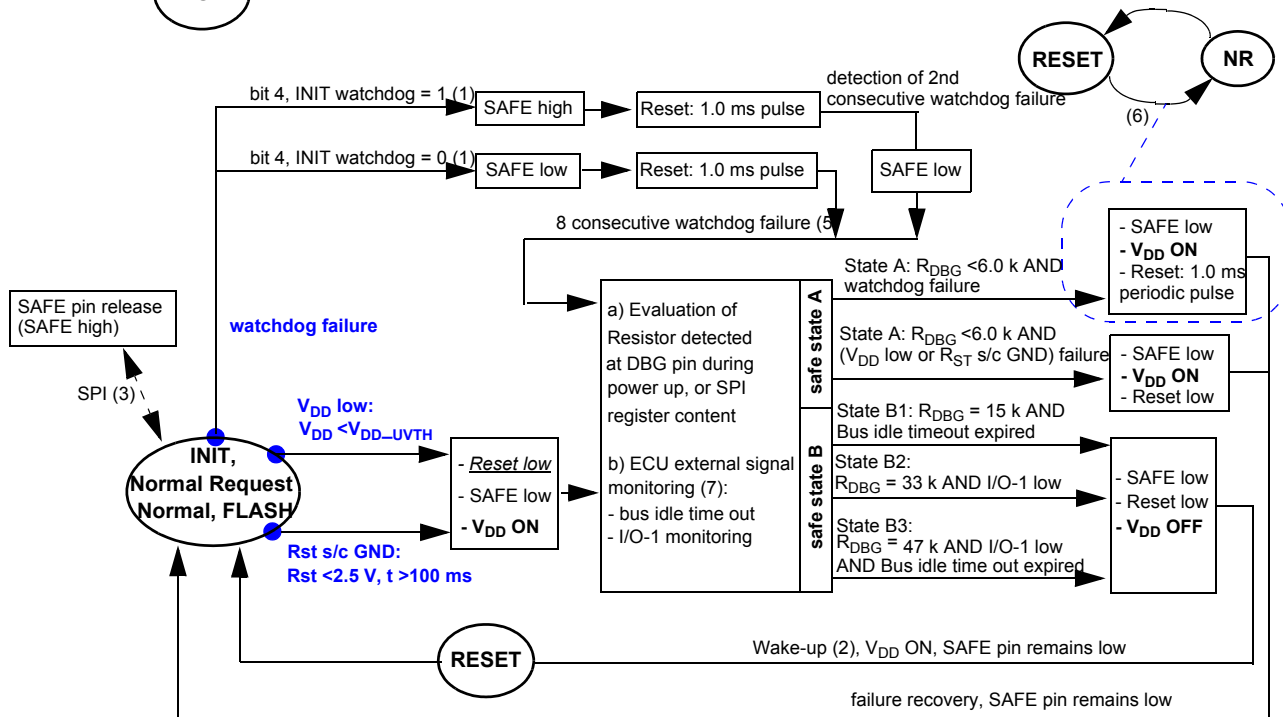 RESET
NR
(6)
detection of 2nd
consecutive watchdog failure
bit 4, INIT watchdog = 1 (1)
SAFE high
Reset: 1.0 ms pulse
bit 4, INIT watchdog = 0 (1)
SAFE low
Reset: 1.0 ms pulse
SAFE low
8 consecutive watchdog failure (5
SAFE pin release
(SAFE high)
SPI (3)
watchdog failure
VDD low:
VDD <VDD_UVTH
INIT,
Normal Request
Normal, FLASH
Rst s/c GND:
Rst <2.5 V, t >100 ms
- Reset low
- SAFE low
- VDD ON
a) Evaluation of
Resistor detected
at DBG pin during
power up, or SPI
register content
b) ECU external signal
monitoring (7):
- bus idle time out
- I/O-1 monitoring
safe state A
safe state B
State A: RDBG <6.0 k AND
watchdog failure
State A: RDBG <6.0 k AND
(VDD low or RST s/c GND) failure
State B1: RDBG = 15 k AND
Bus idle timeout expired
State B2:
RDBG = 33 k AND I/O-1 low
State B3:
RDBG = 47 k AND I/O-1 low
AND Bus idle time out expired
- SAFE low
- VDD ON
- Reset: 1.0 ms
periodic pulse
- SAFE low
- VDD ON
- Reset low
- SAFE low
- Reset low
- VDD OFF
RESET
Wake-up (2), VDD ON, SAFE pin remains low
failure recovery, SAFE pin remains low